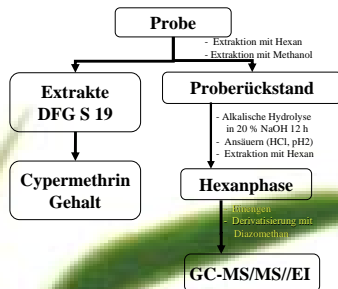 Probe
- Extraktion mit Hexan
- Extraktion mit Methanol
Extrakte
DFG S 19
Proberückstand
- Alkalische Hydrolyse
in 20 % NaOH 12 h
- Ansäuern (HCl, pH2)
- Extraktion mit Hexan
Cypermethrin
Gehalt
Hexanphase
- Einengen
- Derivatisierung mit
Diazomethan
GC-MS/MS//EI